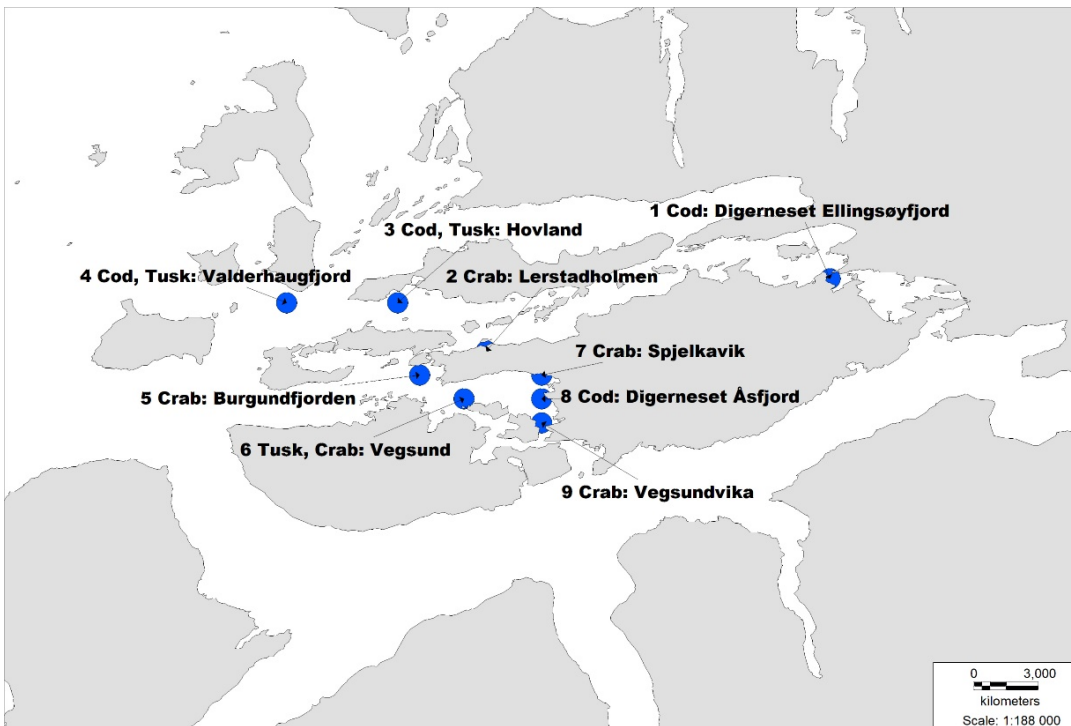 1 Cod: Digerneset Ellingsøyfjord
3 Cod, Tusk: Hovland
4 Cod, Tusk: Valderhaugfjord
2 Crab: Lerstadholmen
7 Crab: Spjelkavik
5 Crab: Burgundfjorden
8 Cod: Digerneset Åsfjord
6 Tusk, Crab: Vegsund
9 Crab: Vegsundvika
0 3,000
kilometers
Scale: 1:188 000